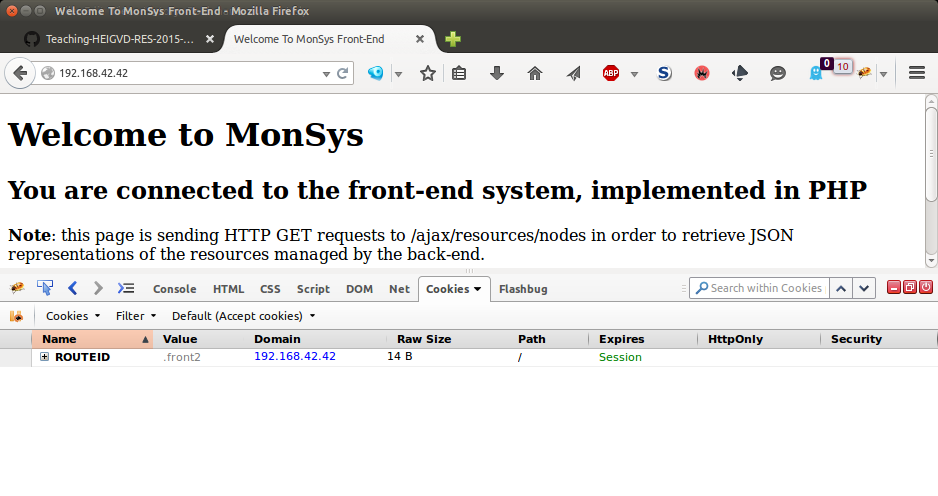 Welcome To MonSys Front-End - Mozilla Firefox
Teaching-HEIGVD-RES-2015-...
Welcome To MonSys Front-End
192.168.42.42
ABP
S
0
10
Welcome to MonSys
You are connected to the front-end system, implemented in PHP
Note: this page is sending HTTP GET requests to /ajax/resources/nodes in order to retrieve JSON
representations of the resources managed by the back-end.
Console HTML CSS Script DOM Net Cookies Flashbug
Search within Cookies
Cookies Filter Default (Accept cookies)
Name Value Domain Raw Size Path Expires HttpOnly Security
ROUTEID .front2 192.168.42.42 14 B / Session